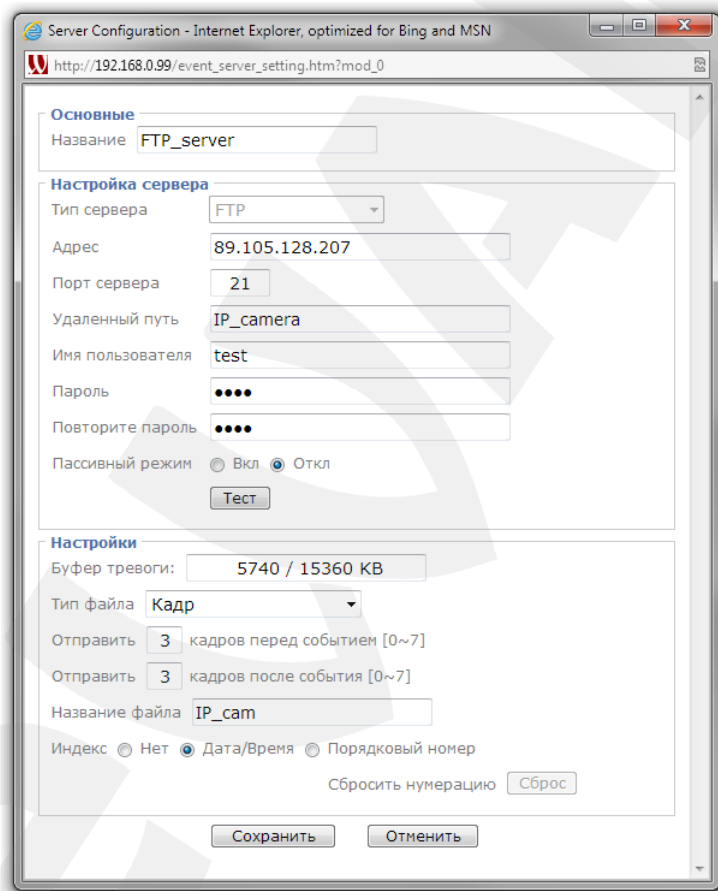 Server Configuration - Internet Explorer, optimized for Bing and MSN
http://192.168.0.99/event_server_setting.htm?mod_0
Основные
Название FTP_server
Настройка сервера
Тип сервера FTP
Адрес 89.105.128.207
Порт сервера 21
Удаленный путь IP_camera
Имя пользователя test
Пароль ••••
Повторите пароль ••••
Пассивный режим Вкл Откл
Тест
Настройки
Буфер тревоги: 5740 / 15360 KB
Тип файла Кадр
Отправить 3 кадров перед событием [0~7]
Отправить 3 кадров после события [0~7]
Название файла IP_cam
Индекс Нет Дата/Время Порядковый номер
Сбросить нумерацию Сброс
Сохранить Отменить